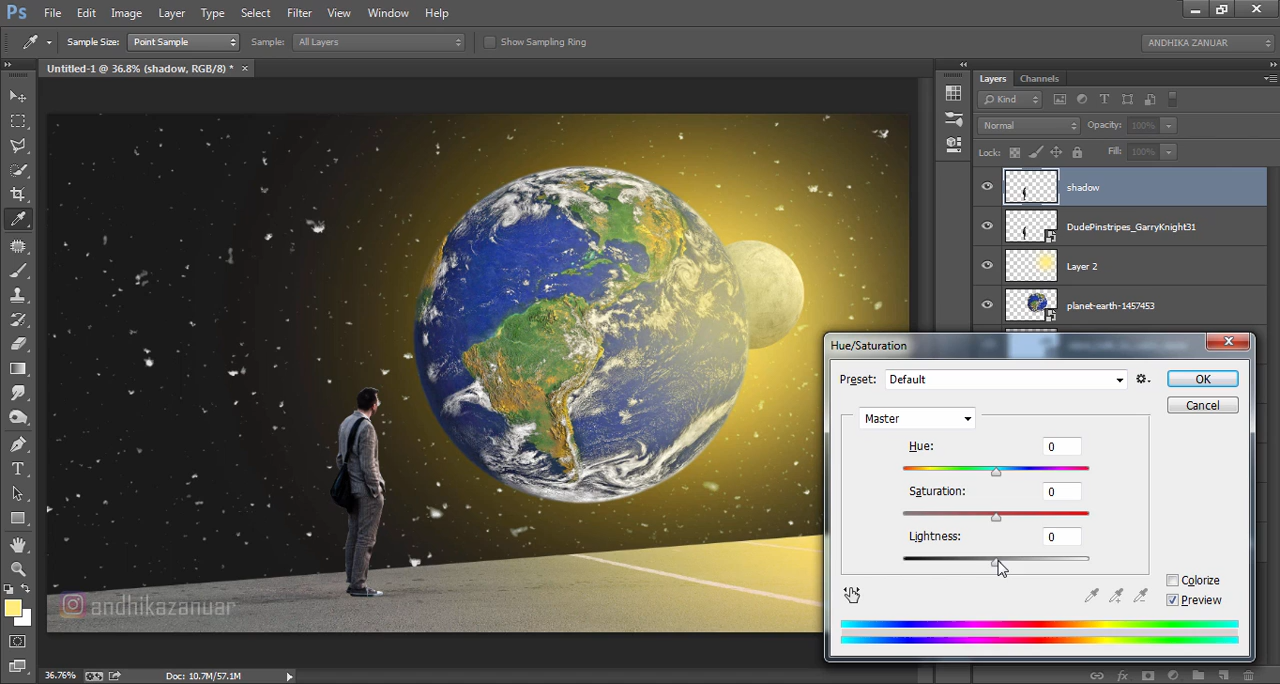 Ps File Edit Image Layer Type Select Filter View Window Help
Sample Size: Point Sample Sample: All Layers Show Sampling Ring ANDHIKA ZANUAR
Untitled-1 @ 36.8% (shadow, RGB/8) *
Layers Channels
Kind
Normal Opacity: 100%
Lock: Fill: 100%
shadow
DudePinstripes_GarryKnight31
Layer 2
planet-earth-1457453
Hue/Saturation
Preset: Default OK
Cancel
Master
Hue: 0
Saturation: 0
Lightness: 0
Colorize
Preview
andhikazanuar
36.76% Doc: 10.7M/57.1M